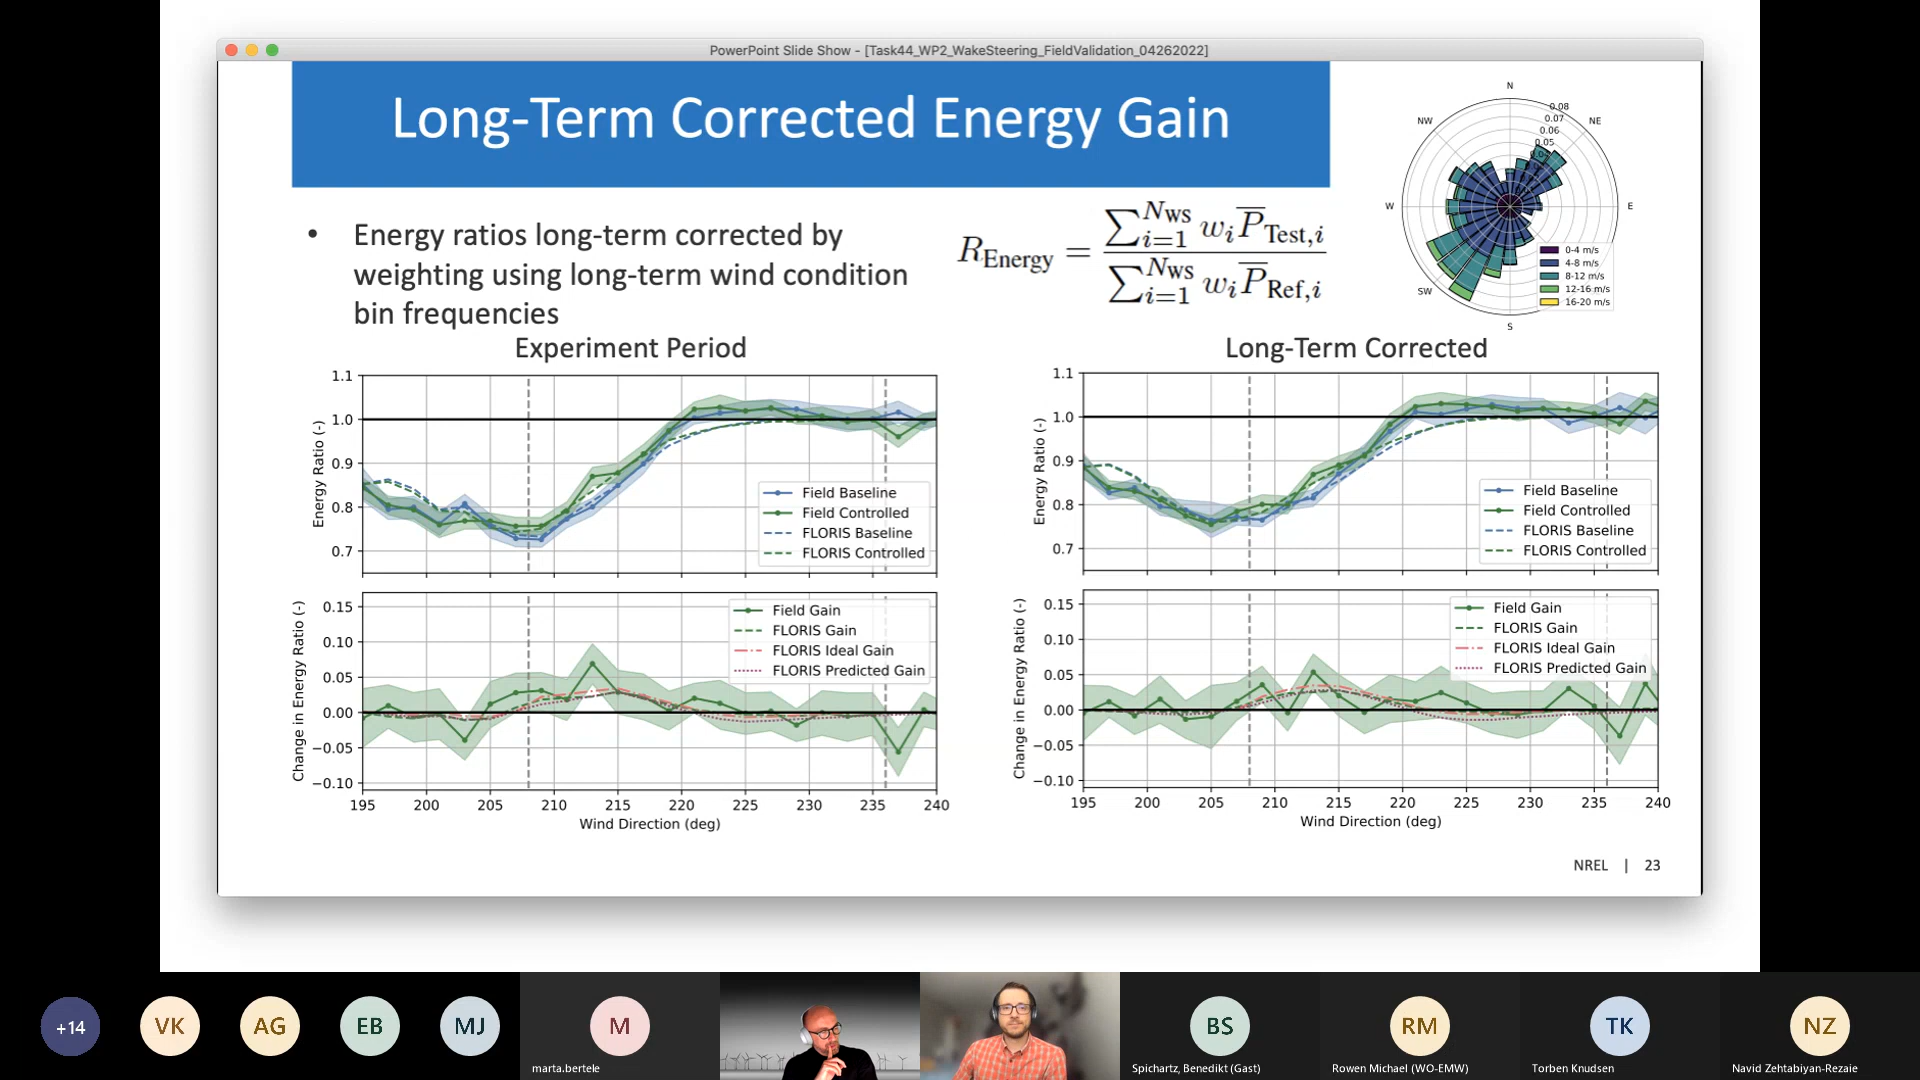 PowerPoint Slide Show - [Task44_WP2_WakeSteering_FieldValidation_04262022]
Long-Term Corrected Energy Gain
• Energy ratios long-term corrected by
weighting using long-term wind condition
bin frequencies
R_Energy = ∑_{i=1}^{N_WS} w_i P̅_{Test,i} / ∑_{i=1}^{N_WS} w_i P̅_{Ref,i}
N
NE
E
S
SW
W
NW
0.08
0.07
0.06
0.05
0-4 m/s
4-8 m/s
8-12 m/s
12-16 m/s
16-20 m/s
Experiment Period
1.1
1.0
0.9
0.8
0.7
Energy Ratio (-)
Field Baseline
Field Controlled
FLORIS Baseline
FLORIS Controlled
0.15
0.10
0.05
0.00
−0.05
−0.10
Change in Energy Ratio (-)
Field Gain
FLORIS Gain
FLORIS Ideal Gain
FLORIS Predicted Gain
195 200 205 210 215 220 225 230 235 240
Wind Direction (deg)
Long-Term Corrected
1.1
1.0
0.9
0.8
0.7
Energy Ratio (-)
Field Baseline
Field Controlled
FLORIS Baseline
FLORIS Controlled
0.15
0.10
0.05
0.00
−0.05
−0.10
Change in Energy Ratio (-)
Field Gain
FLORIS Gain
FLORIS Ideal Gain
FLORIS Predicted Gain
195 200 205 210 215 220 225 230 235 240
Wind Direction (deg)
NREL | 23
+14
VK
AG
EB
MJ
M
marta.bertele
BS
Spichartz, Benedikt (Gast)
RM
Rowen Michael (WO-EMW)
TK
Torben Knudsen
NZ
Navid Zehtabiyan-Rezaie